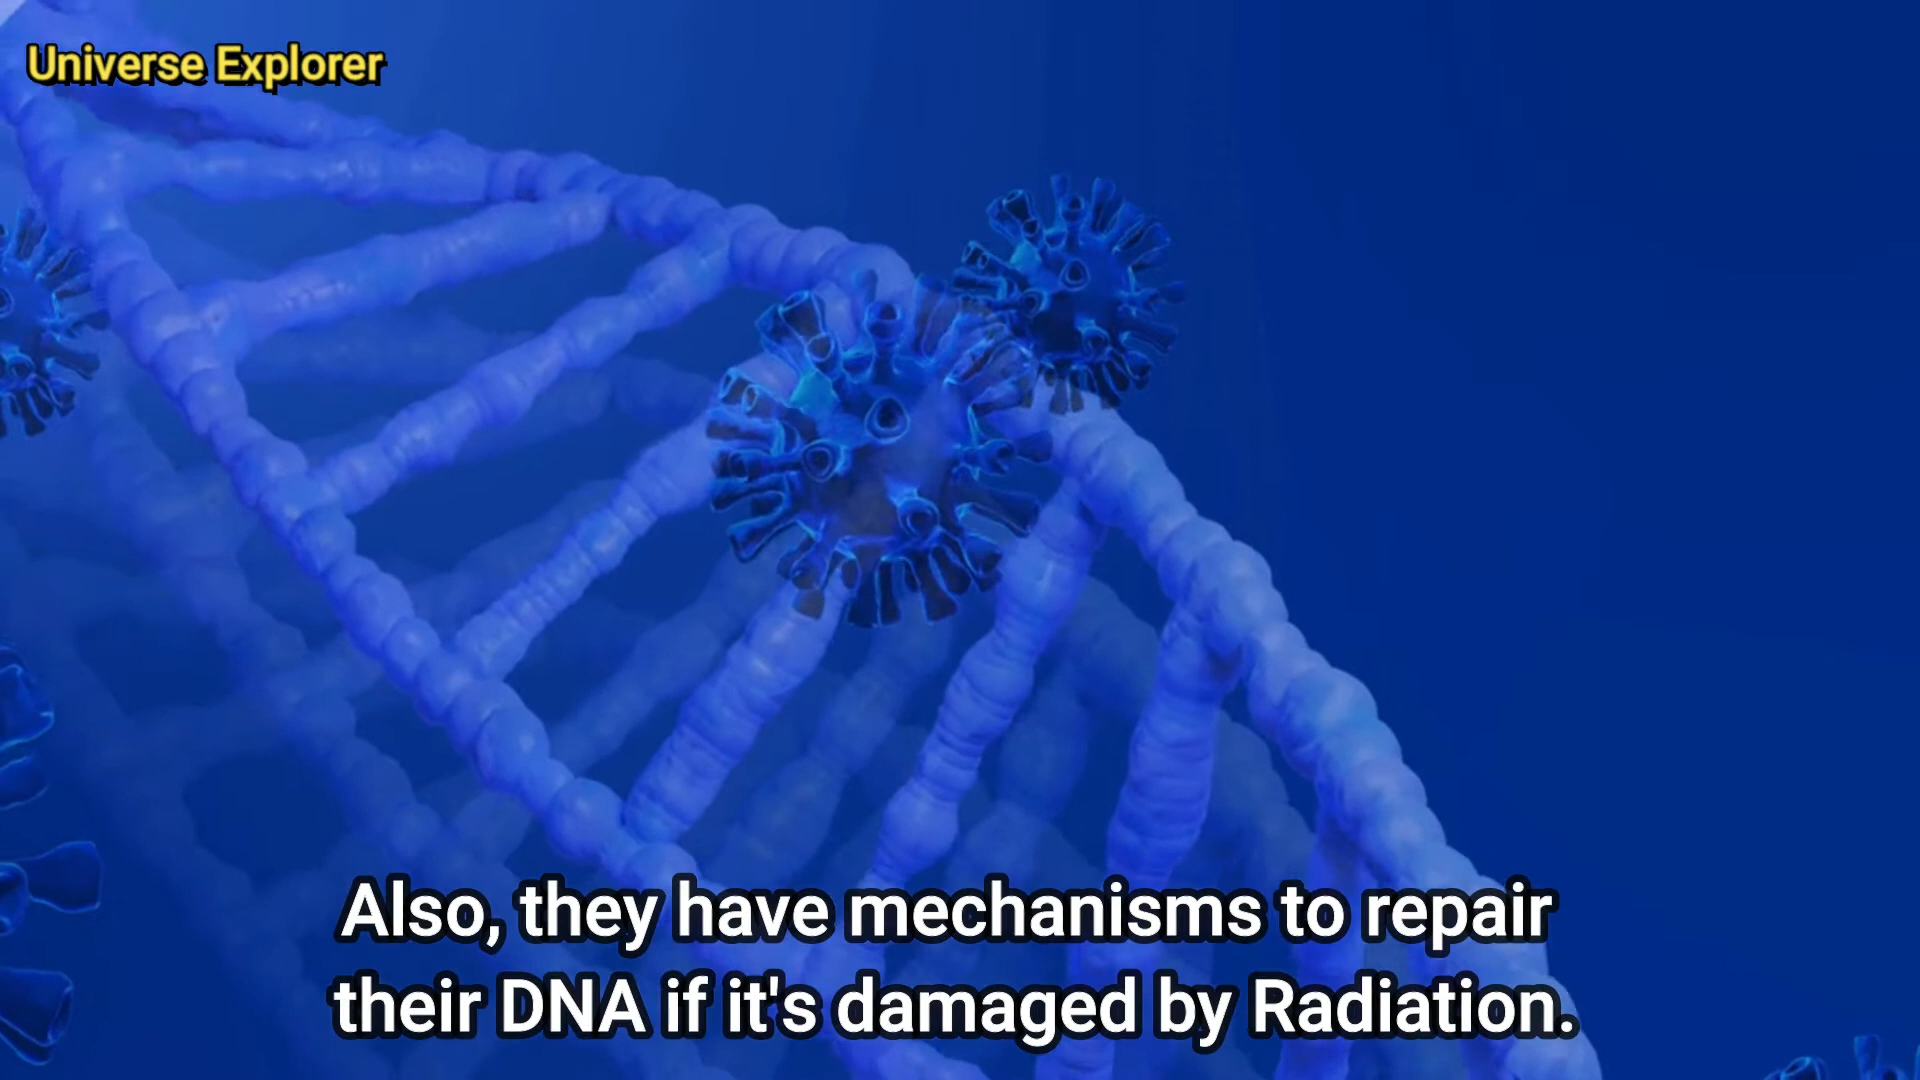 Universe Explorer
Also, they have mechanisms to repair
their DNA if it's damaged by Radiation.